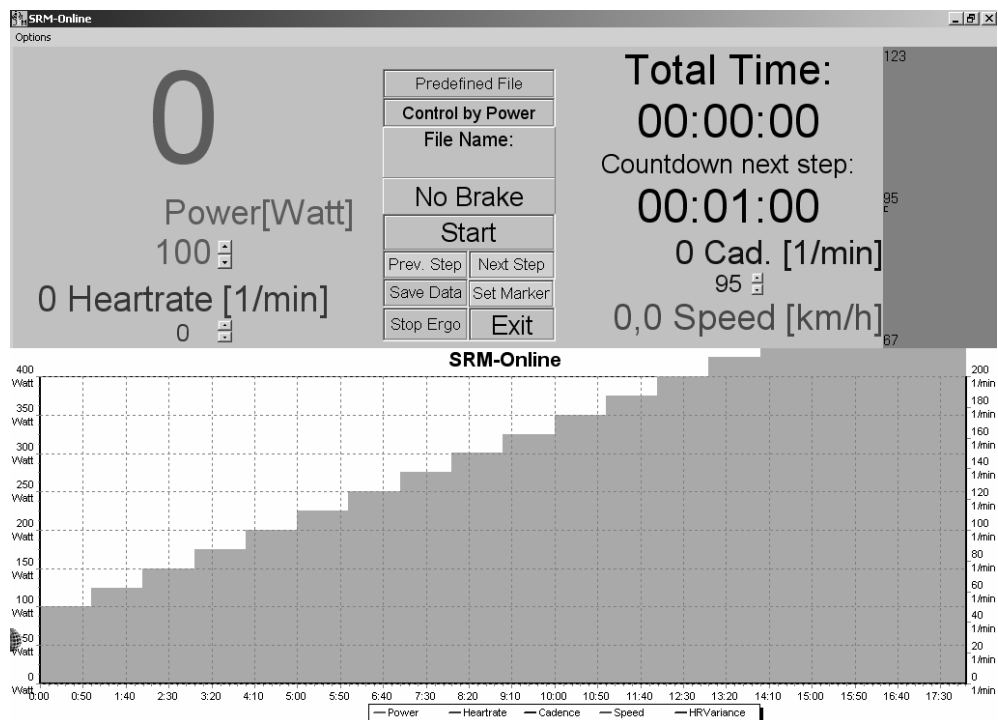 SRM-Online
Options
0
Power[Watt]
100
0 Heartrate [1/min]
0
Predefined File
Control by Power
File Name:
No Brake
Start
Prev. Step Next Step
Save Data Set Marker
Stop Ergo Exit
Total Time:
00:00:00
Countdown next step:
00:01:00
0 Cad. [1/min]
95
0,0 Speed [km/h]
123
95
67
SRM-Online
400
Watt
350
Watt
300
Watt
250
Watt
200
Watt
150
Watt
100
Watt
50
Watt
0
Watt
200
1/min
180
1/min
160
1/min
140
1/min
120
1/min
100
1/min
80
1/min
60
1/min
40
1/min
20
1/min
0
1/min
0:00 0:50 1:40 2:30 3:20 4:10 5:00 5:50 6:40 7:30 8:20 9:10 10:00 10:50 11:40 12:30 13:20 14:10 15:00 15:50 16:40 17:30
Power Heartrate Cadence Speed HRVariance